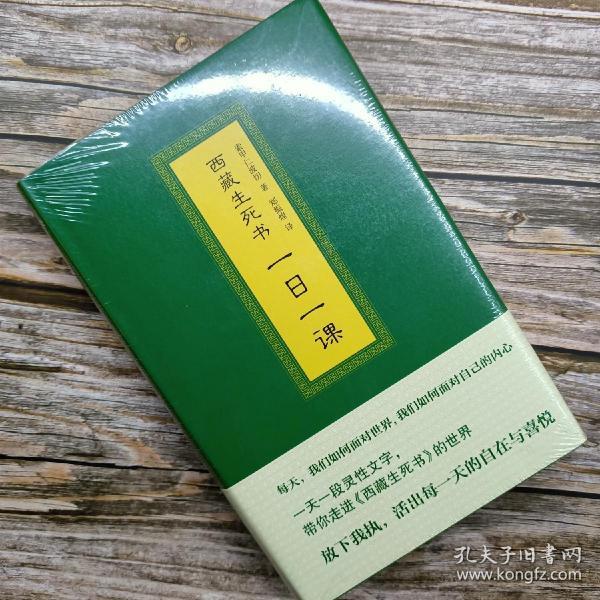 索甲仁波切 著 郑振煌 译
西藏生死书
一日一课
每天，我们如何面对世界，我们如何面对自己的内心
一天一段灵性文字，
带你走进《西藏生死书》的世界
放下我执，活出每一天的自在与喜悦
孔夫子旧书网
www.kongfz.com